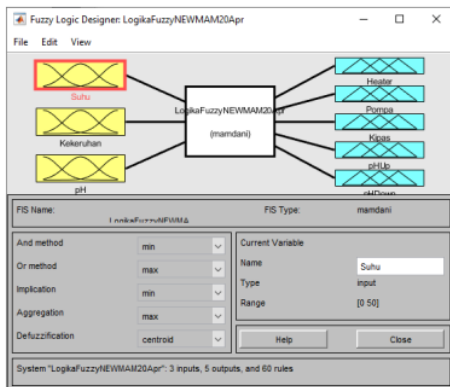 Fuzzy Logic Designer: LogikaFuzzyNEWMAM20Apr
File Edit View
Suhu
Kekeruhan
pH
LogikaFuzzyNEWMAM20Apr
(mamdani)
Heater
Pompa
Kipas
pHUp
pHDown
FIS Name:
LogikaFuzzyNEWMA
FIS Type:
mamdani
And method
min
Or method
max
Implication
min
Aggregation
max
Defuzzification
centroid
Current Variable
Name
Suhu
Type
input
Range
[0 50]
Help
Close
System "LogikaFuzzyNEWMAM20Apr": 3 inputs, 5 outputs, and 60 rules